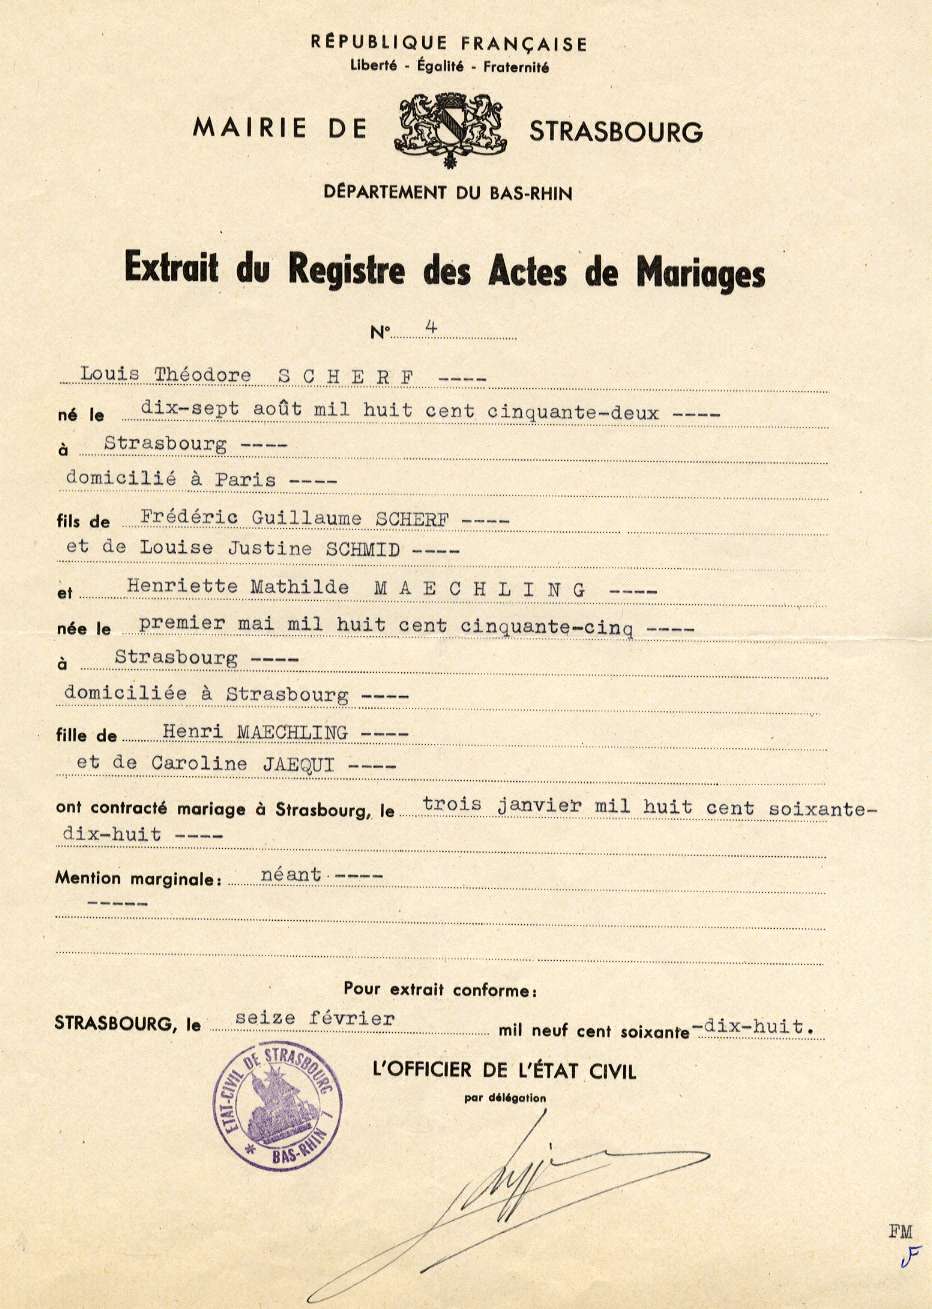 RÉPUBLIQUE FRANÇAISE
Liberté - Égalité - Fraternité
MAIRIE DE STRASBOURG
DÉPARTEMENT DU BAS-RHIN
Extrait du Registre des Actes de Mariages
N° 4
Louis Théodore S C H E R F ----
né le dix-sept août mil huit cent cinquante-deux ----
à Strasbourg ----
domicilié à Paris ----
fils de Frédéric Guillaume SCHERF ----
et de Louise Justine SCHMID ----
et Henriette Mathilde M A E C H L I N G ----
née le premier mai mil huit cent cinquante-cinq ----
à Strasbourg ----
domiciliée à Strasbourg ----
fille de Henri MAECHLING ----
et de Caroline JAEQUI ----
ont contracté mariage à Strasbourg, le trois janvier mil huit cent soixante-
dix-huit ----
Mention marginale: néant ----
-----
Pour extrait conforme:
STRASBOURG, le seize février mil neuf cent soixante-dix-huit.
L'OFFICIER DE L'ÉTAT CIVIL
par délégation
ETAT-CIVIL DE STRASBOURG
* BAS-RHIN
FM